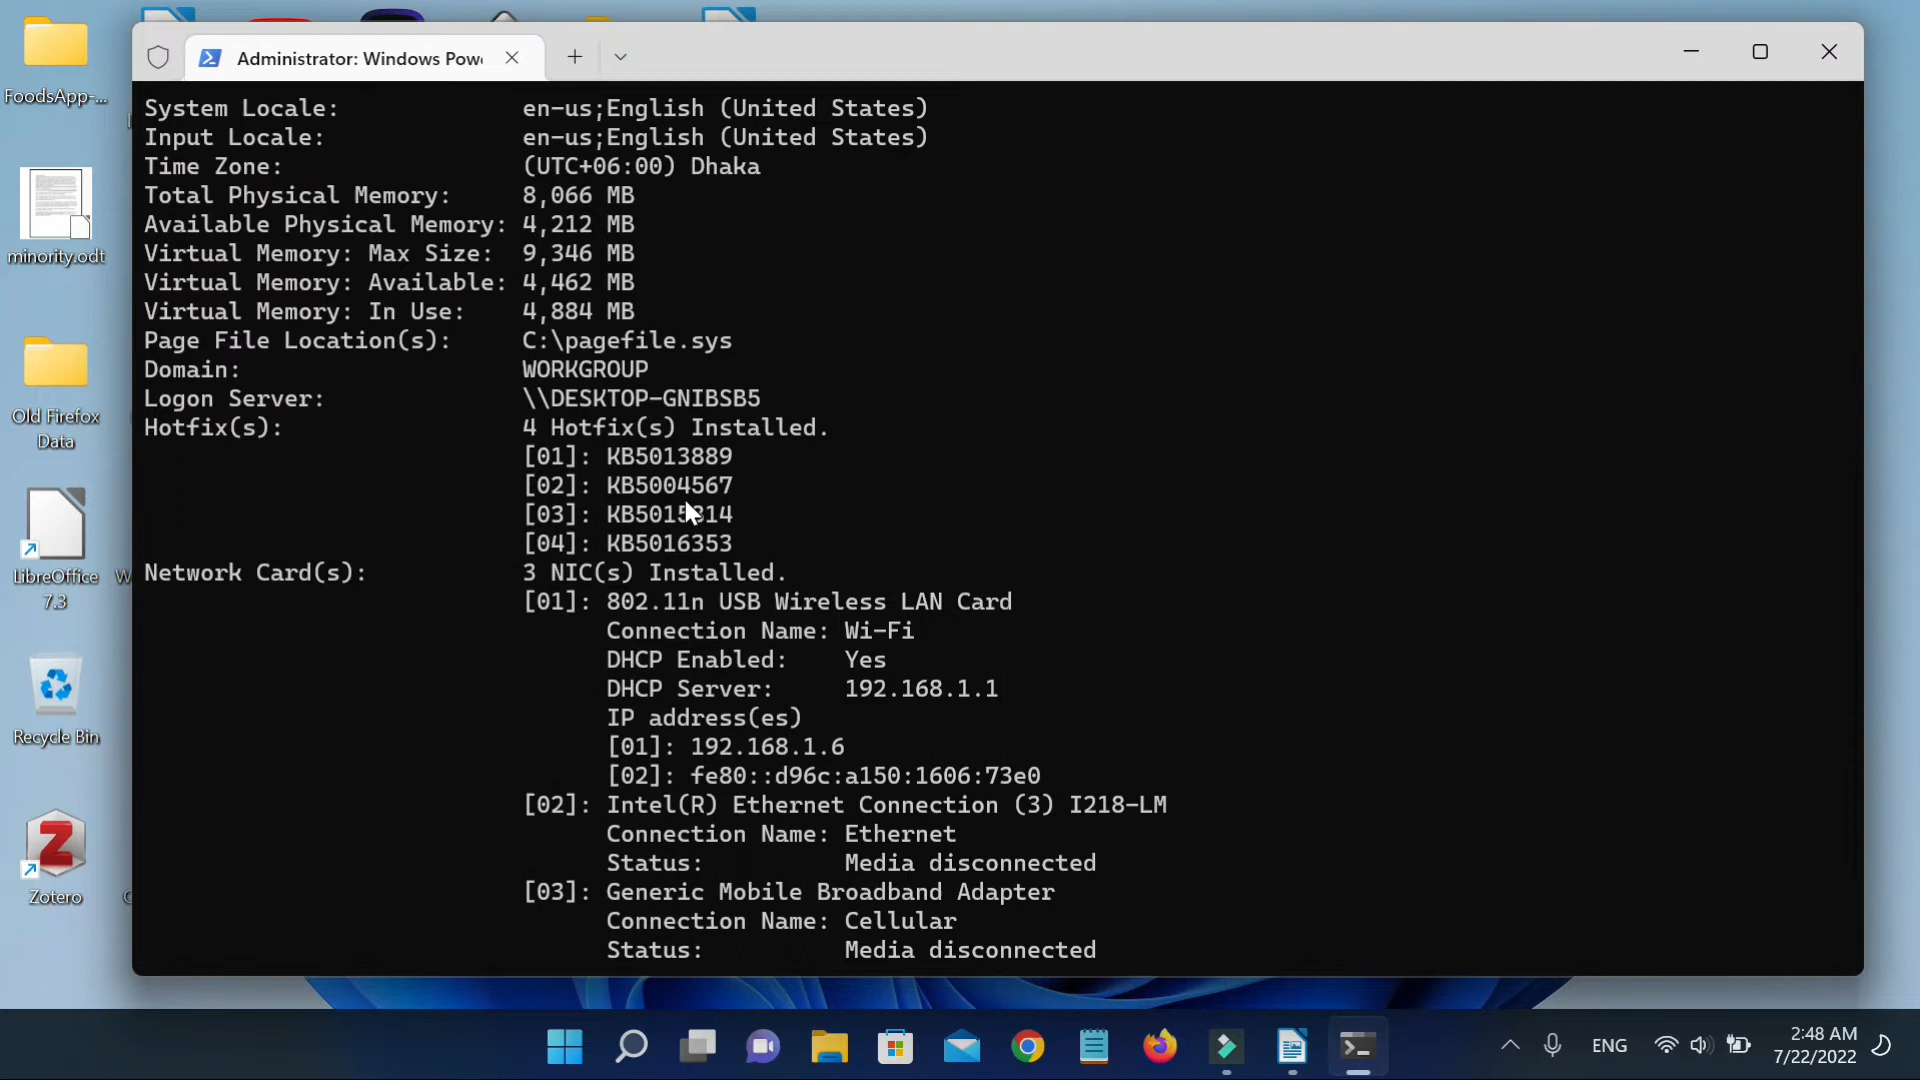 Administrator: Windows Pow
FoodsApp-...
minority.odt
Old Firefox
Data
LibreOffice
7.3
Recycle Bin
Zotero
System Locale: en-us;English (United States)
Input Locale: en-us;English (United States)
Time Zone: (UTC+06:00) Dhaka
Total Physical Memory: 8,066 MB
Available Physical Memory: 4,212 MB
Virtual Memory: Max Size: 9,346 MB
Virtual Memory: Available: 4,462 MB
Virtual Memory: In Use: 4,884 MB
Page File Location(s): C:\pagefile.sys
Domain: WORKGROUP
Logon Server: \\DESKTOP-GNIBSB5
Hotfix(s): 4 Hotfix(s) Installed.
[01]: KB5013889
[02]: KB5004567
[03]: KB5015814
[04]: KB5016353
Network Card(s): 3 NIC(s) Installed.
[01]: 802.11n USB Wireless LAN Card
Connection Name: Wi-Fi
DHCP Enabled: Yes
DHCP Server: 192.168.1.1
IP address(es)
[01]: 192.168.1.6
[02]: fe80::d96c:a150:1606:73e0
[02]: Intel(R) Ethernet Connection (3) I218-LM
Connection Name: Ethernet
Status: Media disconnected
[03]: Generic Mobile Broadband Adapter
Connection Name: Cellular
Status: Media disconnected
ENG
2:48 AM
7/22/2022